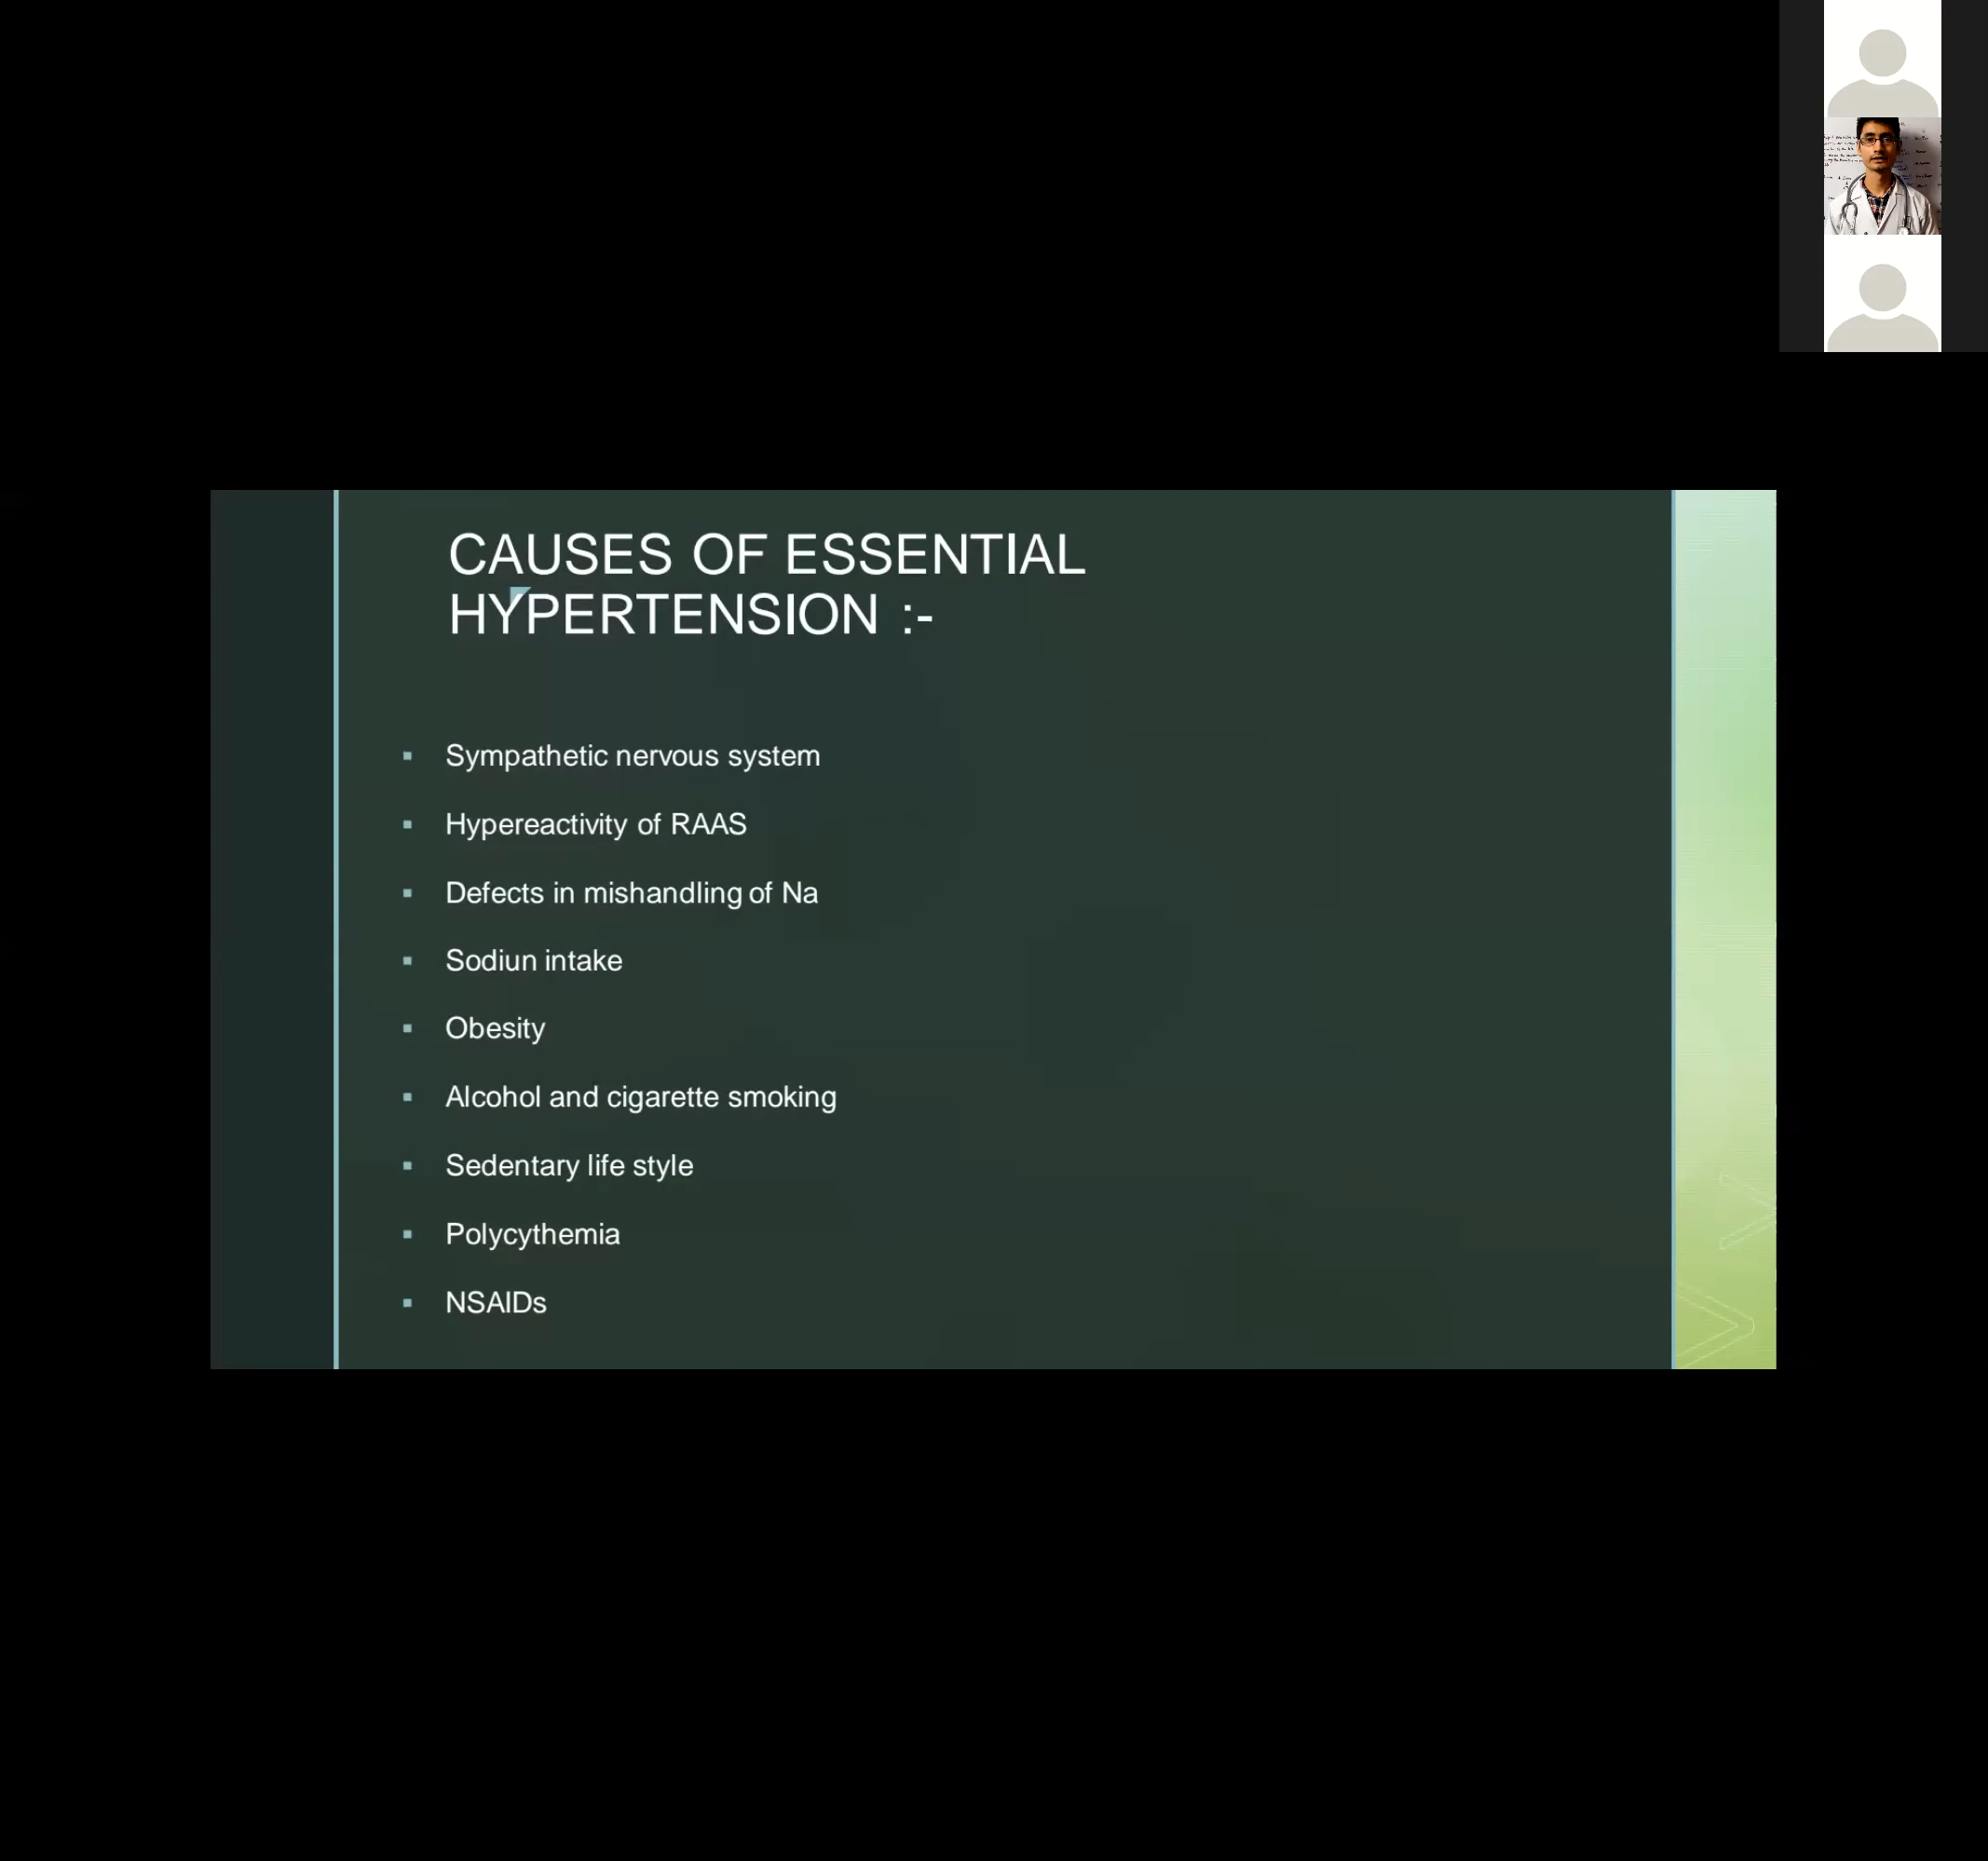 CAUSES OF ESSENTIAL
HYPERTENSION :-
Sympathetic nervous system
Hypereactivity of RAAS
Defects in mishandling of Na
Sodiun intake
Obesity
Alcohol and cigarette smoking
Sedentary life style
Polycythemia
NSAIDs